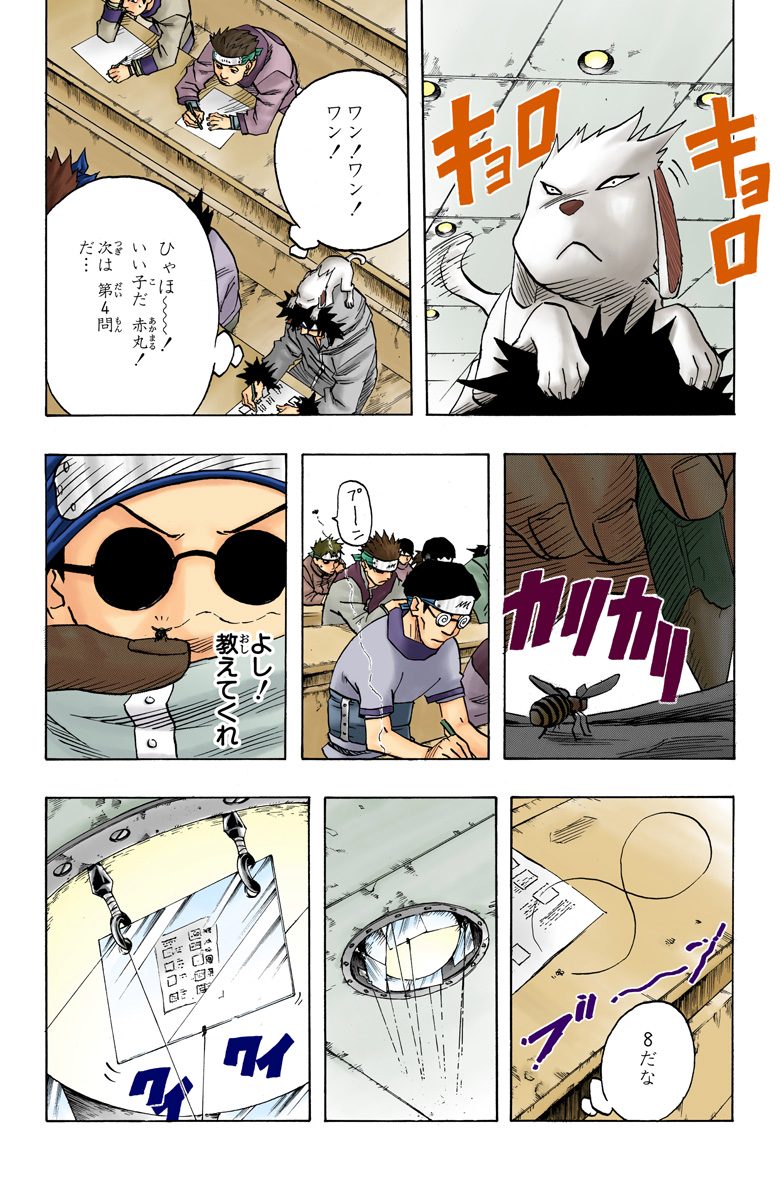 キョロ
キョロ
ワン！ワン！
ワン！
ひゃほ〜〜〜！
いい子だ 赤丸！
次は 第4問
だ…
カリカリ
プーン
よし！
教えてくれ
ブーン
8だな
クイ
クイ